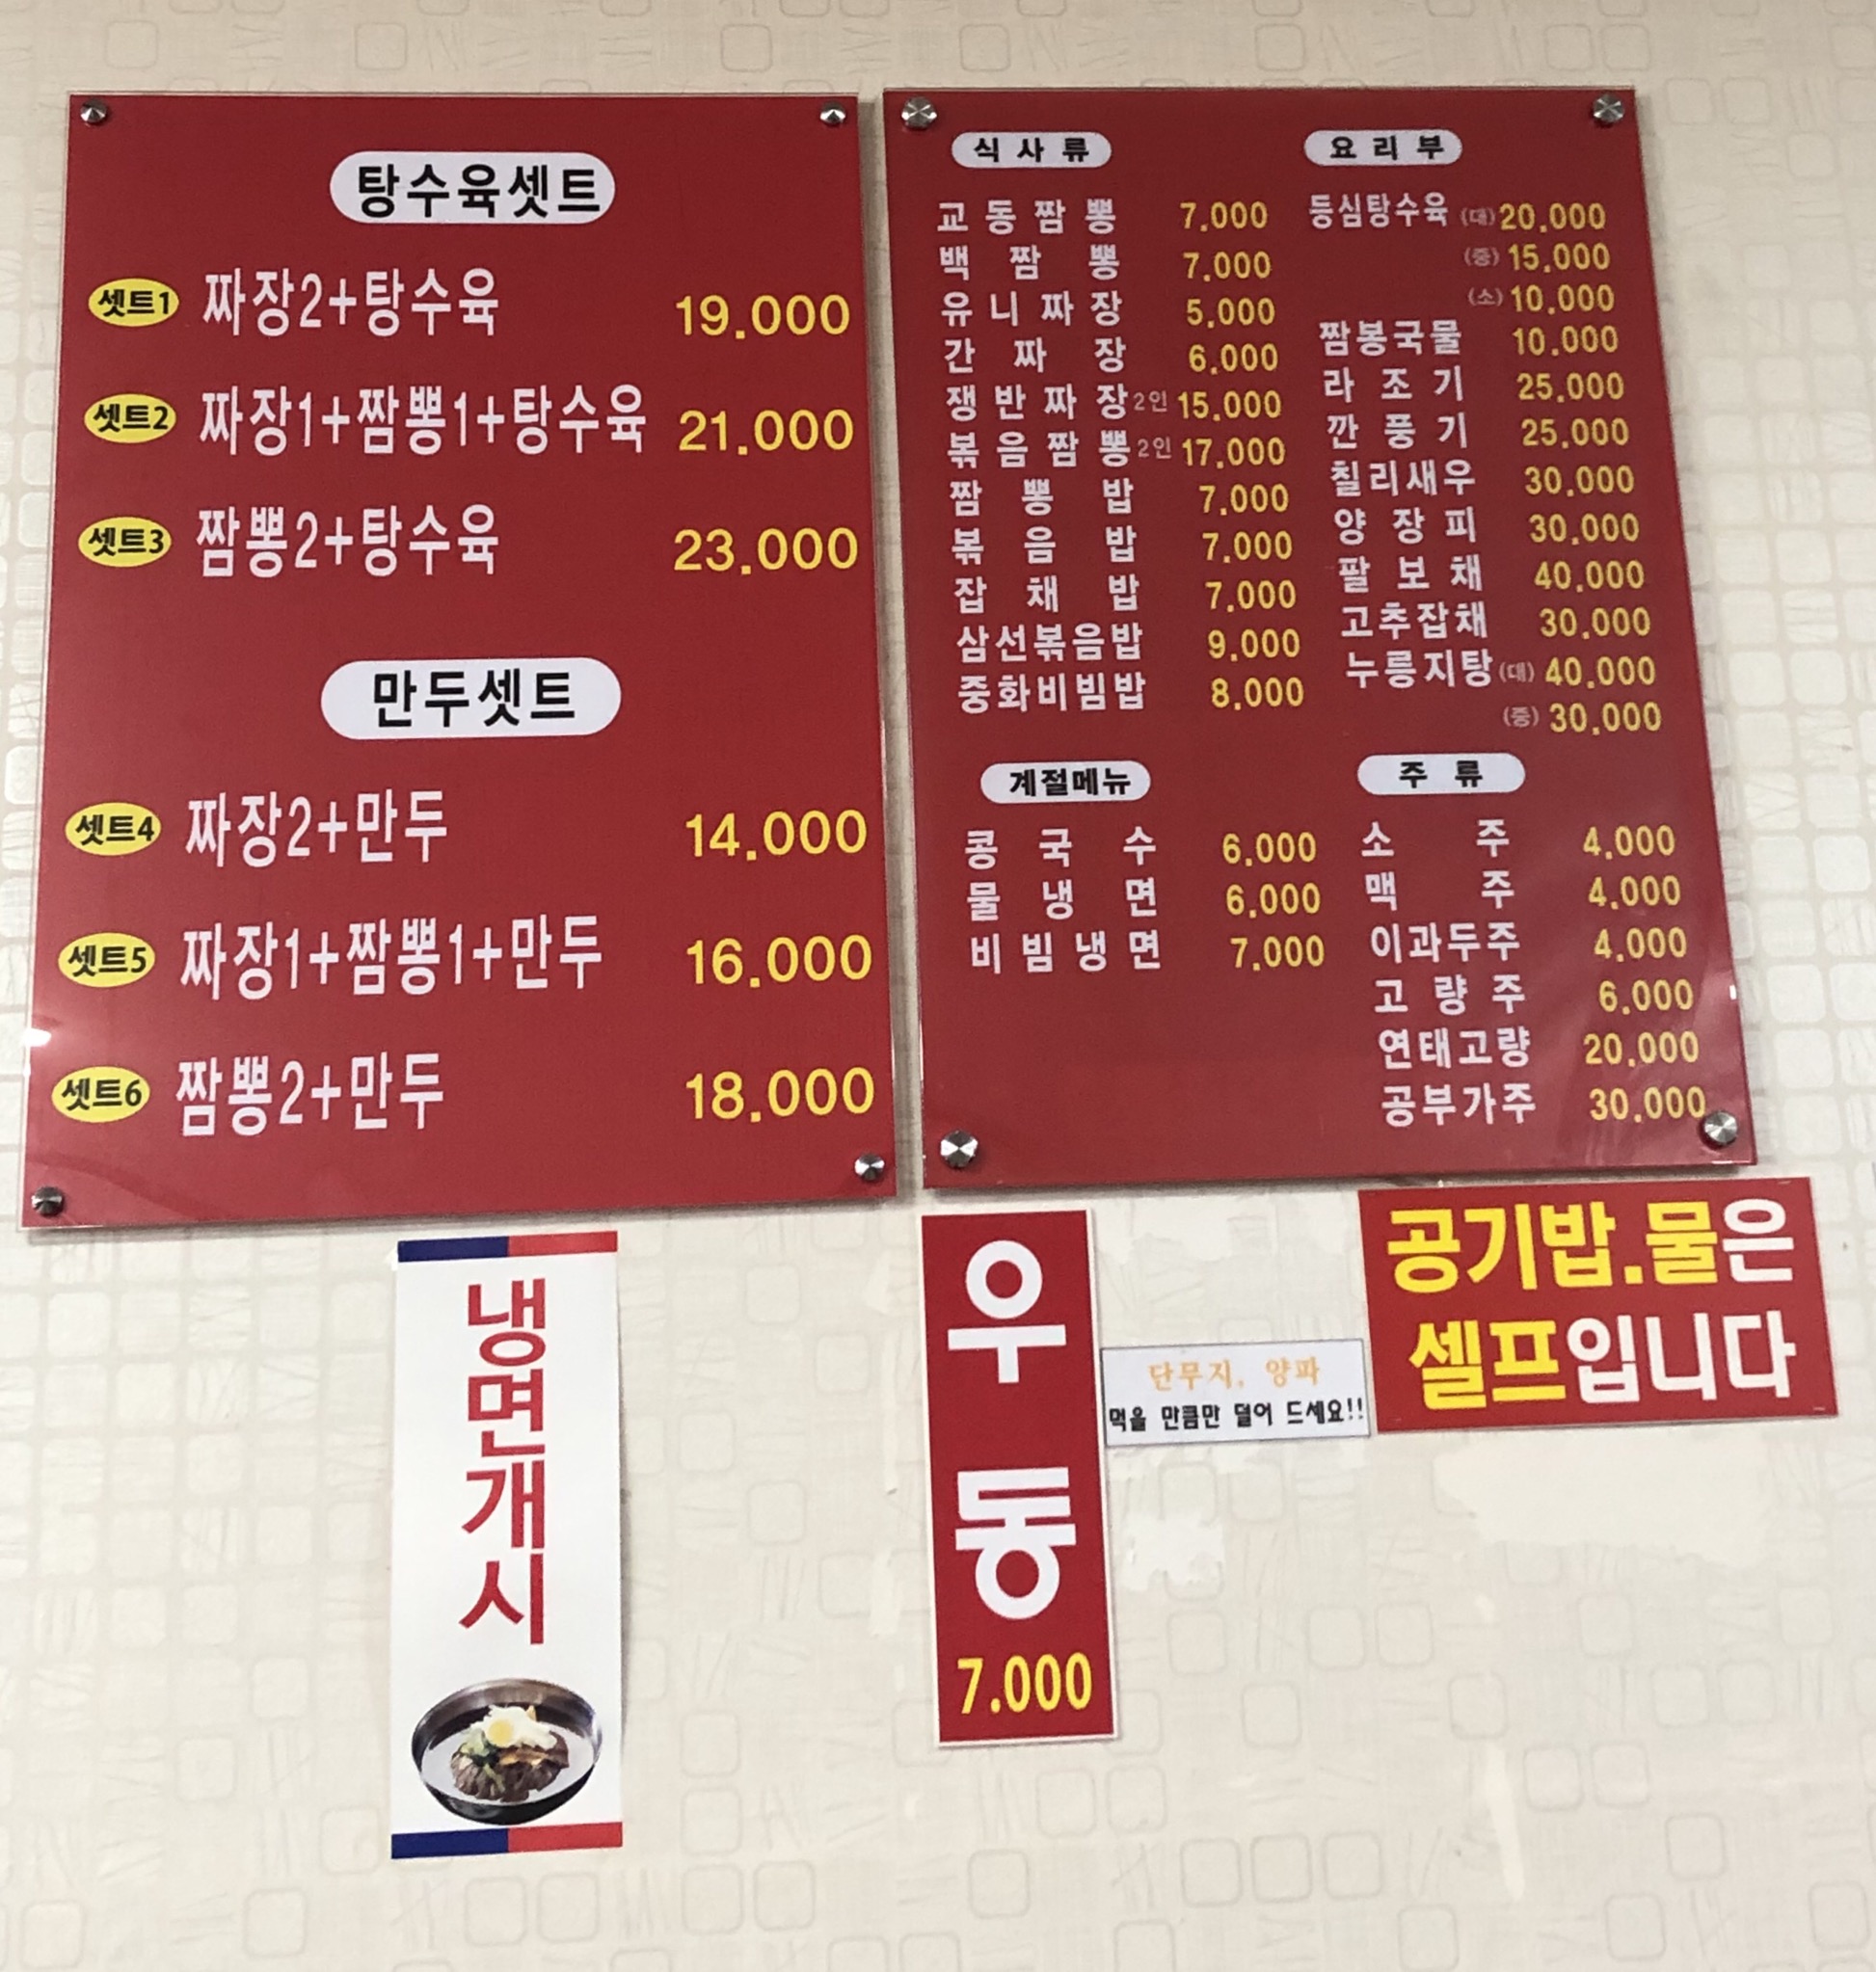 탕수육셋트
셋트1 짜장2+탕수육 19.000
셋트2 짜장1+짬뽕1+탕수육 21.000
셋트3 짬뽕2+탕수육 23.000
만두셋트
셋트4 짜장2+만두 14.000
셋트5 짜장1+짬뽕1+만두 16.000
셋트6 짬뽕2+만두 18.000
식사류
교동짬뽕 7.000
백짬뽕 7.000
유니짜장 5.000
간짜장 6.000
쟁반짜장 2인 15.000
볶음짬뽕 2인 17.000
짬뽕밥 7.000
볶음밥 7.000
잡채밥 7.000
삼선볶음밥 9.000
중화비빔밥 8.000
요리부
등심탕수육 (대) 20.000
(중) 15.000
(소) 10.000
짬봉국물 10.000
라조기 25.000
깐풍기 25.000
칠리새우 30.000
양장피 30.000
팔보채 40.000
고추잡채 30.000
누릉지탕 (대) 40.000
(중) 30.000
계절메뉴
콩국수 6.000
물냉면 6.000
비빔냉면 7.000
주류
소주 4.000
맥주 4.000
이과두주 4.000
고량주 6.000
연태고량 20.000
공부가주 30.000
냉면개시
우동
7.000
단무지, 양파
먹을 만큼만 덜어 드세요!!
공기밥.물은
셀프입니다